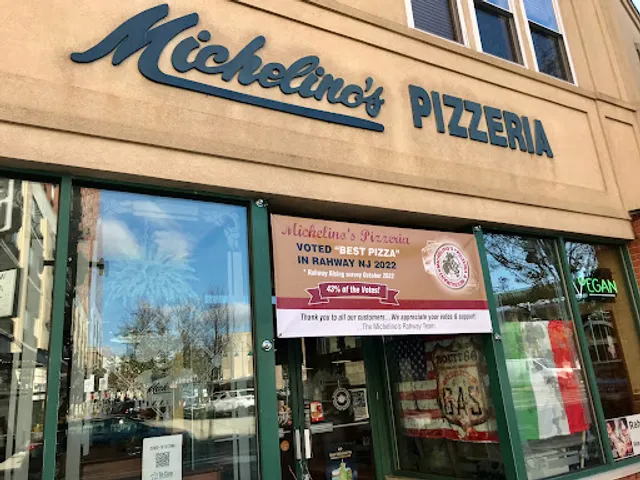 Michelino's PIZZERIA
Michelino's Pizzeria
VOTED "BEST PIZZA"
IN RAHWAY NJ 2022
* Rahway Rising survey October 2022
43% of the Votes!
Thank you to all our customers... We appreciate your votes & support!
...The Michelino's Rahway Team
VEGAN
ROUTE 66
GAS
Rah